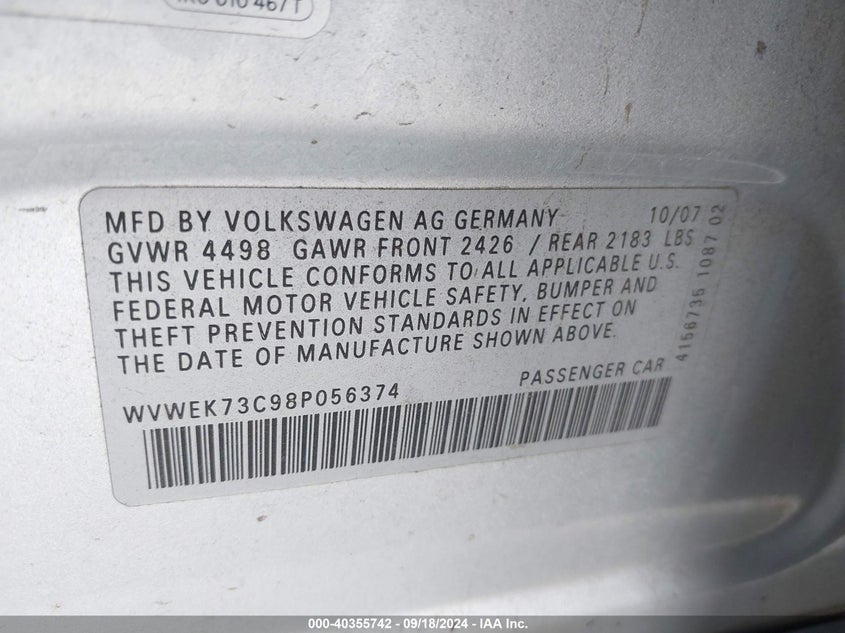 MFD BY VOLKSWAGEN AG GERMANY 10/07
GVWR 4498 GAWR FRONT 2426 / REAR 2183 LBS
THIS VEHICLE CONFORMS TO ALL APPLICABLE U.S.
FEDERAL MOTOR VEHICLE SAFETY, BUMPER AND
THEFT PREVENTION STANDARDS IN EFFECT ON
THE DATE OF MANUFACTURE SHOWN ABOVE.
PASSENGER CAR
WVWEK73C98P056374
4156735 1087 02
000-40355742 - 09/18/2024 - IAA Inc.